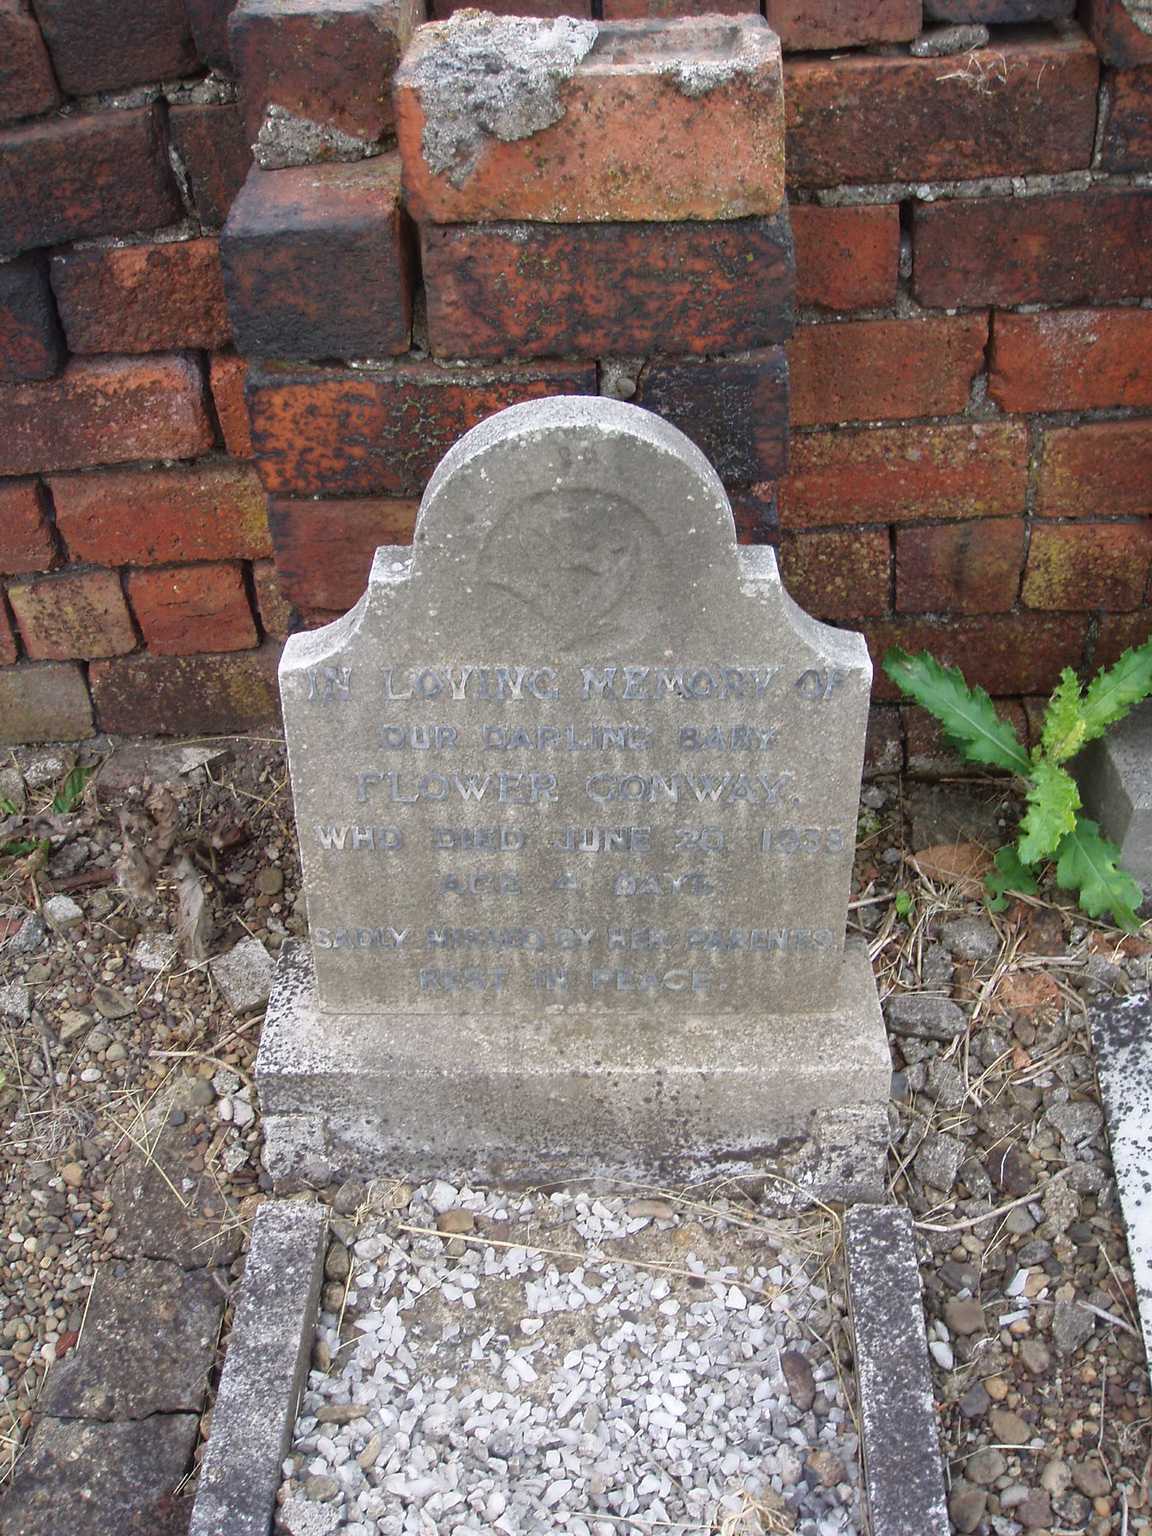 IN LOVING MEMORY OF
OUR DARLING BABY
FLOWER CONWAY.
WHO DIED JUNE 20. 1938
AGE 4 DAYS.
SADLY MISSED BY HER PARENTS
REST IN PEACE.